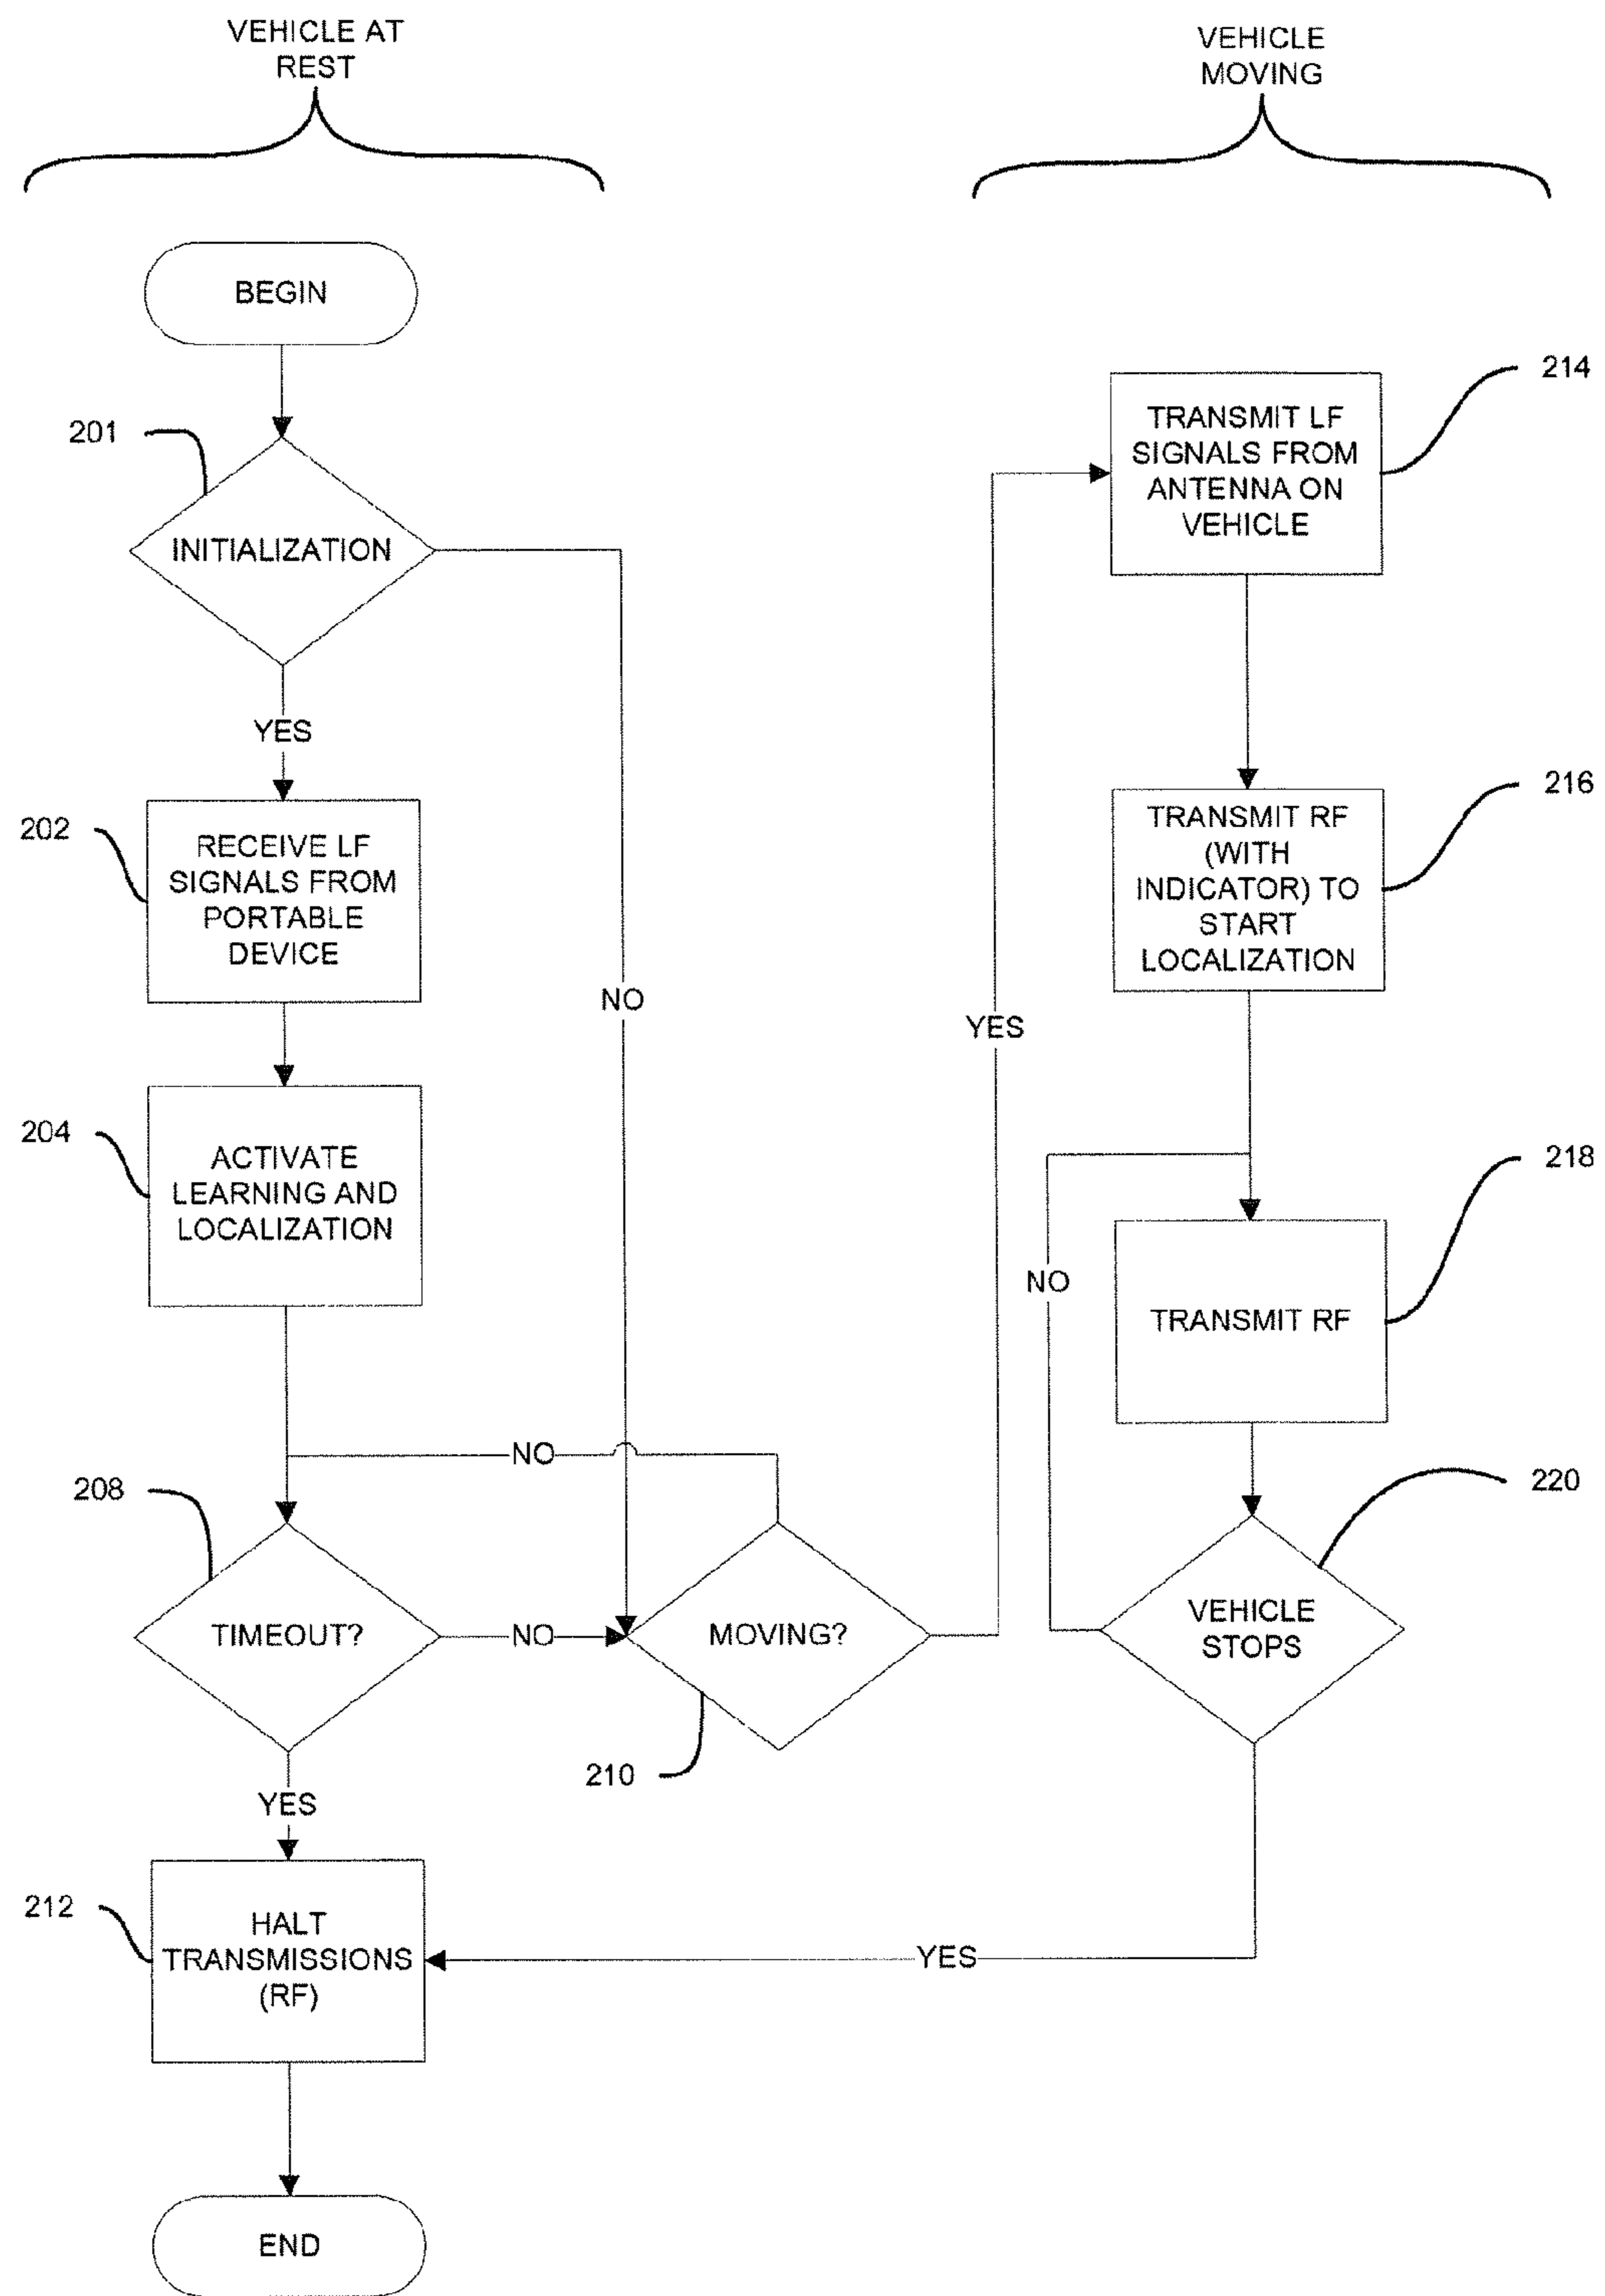 VEHICLE AT
REST
VEHICLE
MOVING
BEGIN
201
INITIALIZATION
YES
NO
202
RECEIVE LF
SIGNALS FROM
PORTABLE
DEVICE
204
ACTIVATE
LEARNING AND
LOCALIZATION
NO
208
TIMEOUT?
NO
MOVING?
210
YES
YES
212
HALT
TRANSMISSIONS
(RF)
END
214
TRANSMIT LF
SIGNALS FROM
ANTENNA ON
VEHICLE
216
TRANSMIT RF
(WITH
INDICATOR) TO
START
LOCALIZATION
218
TRANSMIT RF
NO
220
VEHICLE
STOPS
YES